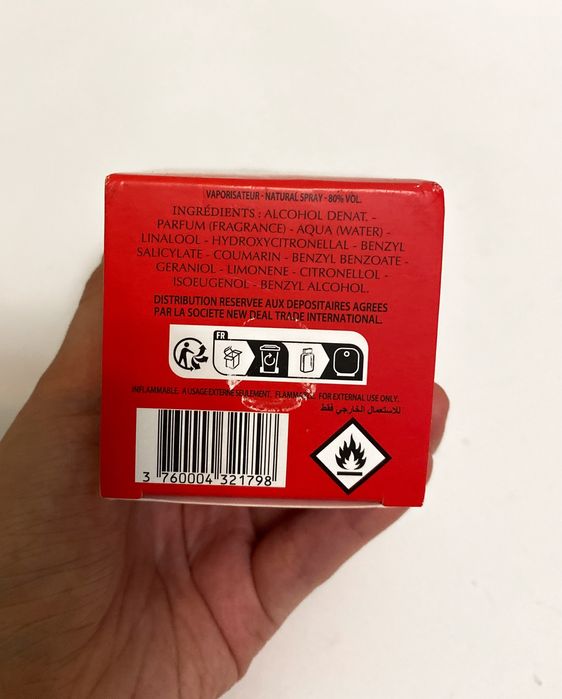 VAPORISATEUR - NATURAL SPRAY - 80% VOL.
INGRÉDIENTS : ALCOHOL DENAT. -
PARFUM (FRAGRANCE) - AQUA (WATER) -
LINALOOL - HYDROXYCITRONELLAL - BENZYL
SALICYLATE - COUMARIN - BENZYL BENZOATE -
GERANIOL - LIMONENE - CITRONELLOL -
ISOEUGENOL - BENZYL ALCOHOL.
DISTRIBUTION RESERVEE AUX DEPOSITAIRES AGREES
PAR LA SOCIETE NEW DEAL TRADE INTERNATIONAL.
FR
INFLAMMABLE. A USAGE EXTERNE SEULEMENT. FLAMMABLE. FOR EXTERNAL USE ONLY.
للاستعمال الخارجي فقط
3 760004 321798